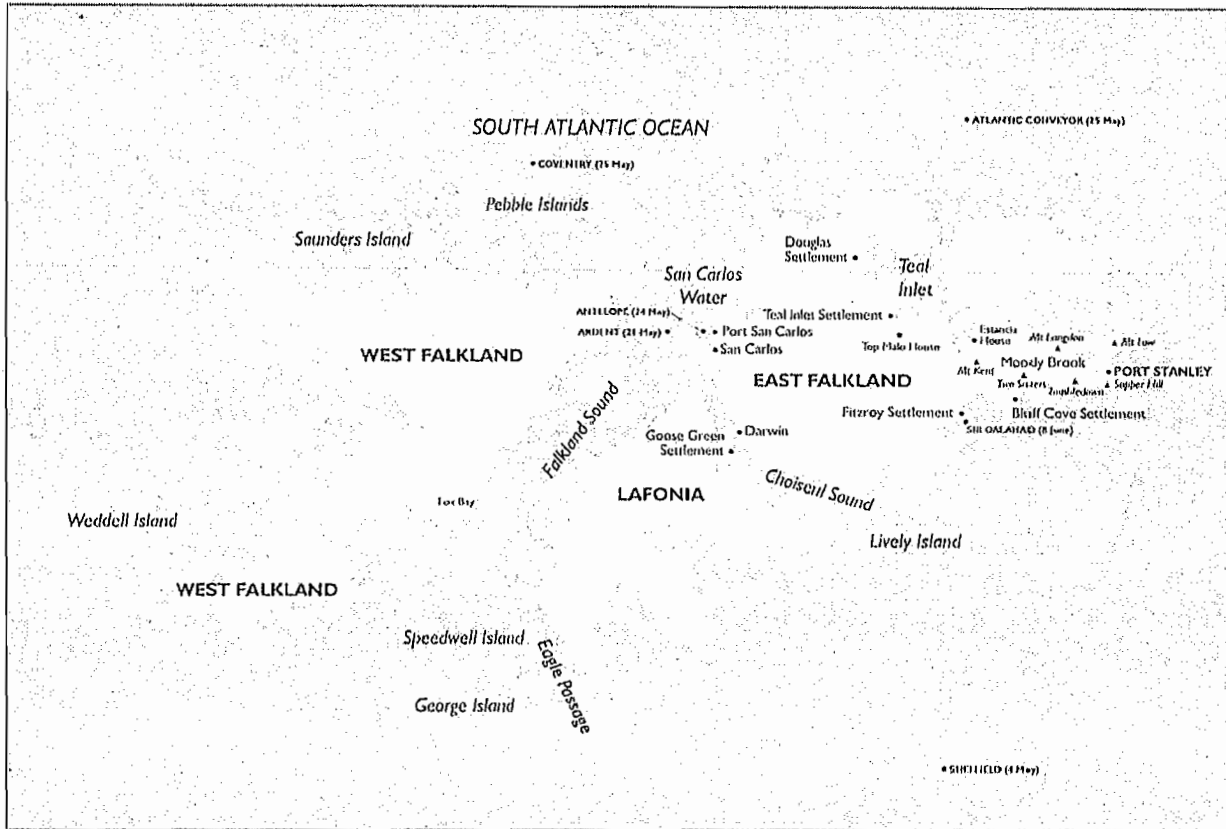 SOUTH ATLANTIC OCEAN
ATLANTIC CONVEYOR (25 May)
COVENTRY (25 May)
Pebble Islands
Saunders Island
Douglas
Settlement
Teal
Inlet
San Carlos
Water
ANTELOPE (24 May)
Teal Inlet Settlement
ARDENT (21 May)
Port San Carlos
San Carlos
Top Malo House
Estancia
House
Mt Longdon
Mt Low
WEST FALKLAND
EAST FALKLAND
Mt Kent
Moody Brook
PORT STANLEY
Two Sisters
Tumbledown
Sapper Hill
Fitzroy Settlement
Bluff Cove Settlement
SIR GALAHAD (8 June)
Falkland Sound
Goose Green
Settlement
Darwin
LAFONIA
Choiseul Sound
Fox Bay
Weddell Island
Lively Island
WEST FALKLAND
Speedwell Island
Eagle Passage
George Island
SHEFFIELD (4 May)